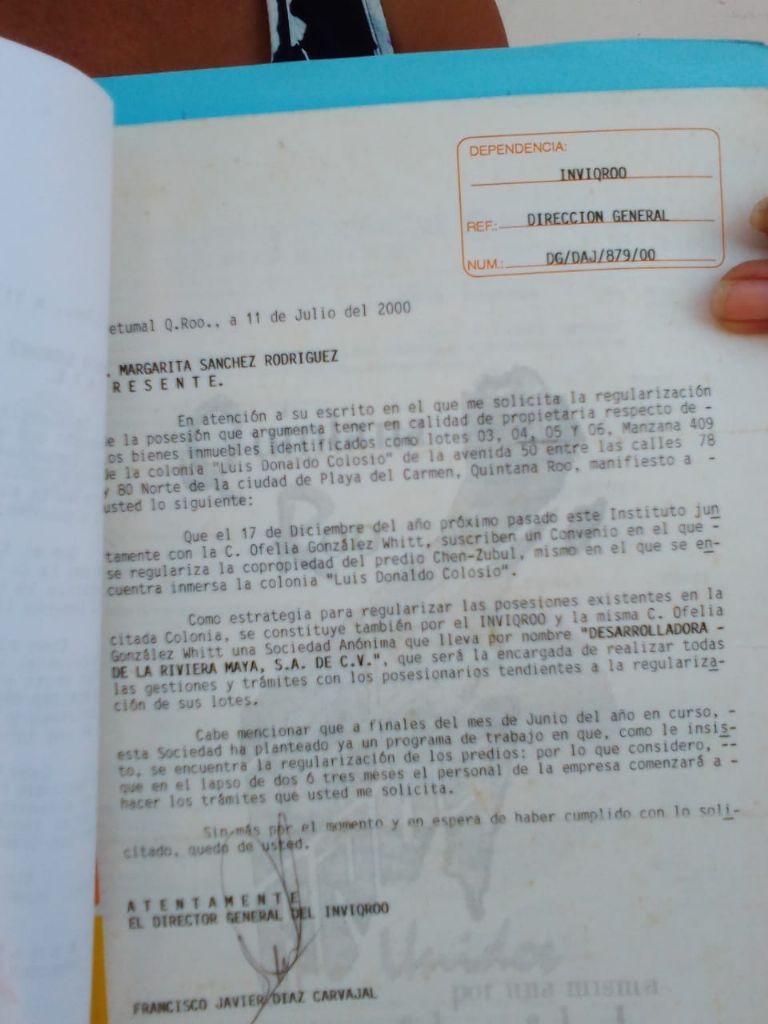 DEPENDENCIA:
INVIQROO
REF.: DIRECCION GENERAL
NUM.: DG/DAJ/879/00
etumal Q.Roo., a 11 de Julio del 2000
. MARGARITA SANCHEZ RODRIGUEZ
R E S E N T E.
En atención a su escrito en el que me solicita la regularización
e la posesión que argumenta tener en calidad de propietaria respecto de -
os bienes inmuebles identificados como lotes 03, 04, 05 Y 06, Manzana 409
de la colonia "Luis Donaldo Colosio" de la avenida 50 entre las calles 78
y 80 Norte de la ciudad de Playa del Carmen, Quintana Roo, manifiesto a -
usted lo siguiente:
Que el 17 de Diciembre del año próximo pasado este Instituto jun
tamente con la C. Ofelia González Whitt, suscriben un Convenio en el que -
se regulariza la copropiedad del predio Chen-Zubul, mismo en el que se en-
cuentra inmersa la colonia "Luis Donaldo Colosio".
Como estrategia para regularizar las posesiones existentes en la
citada Colonia, se constituye también por el INVIQROO y la misma C. Ofelia
González Whitt una Sociedad Anónima que lleva por nombre "DESARROLLADORA -
DE LA RIVIERA MAYA, S.A. DE C.V.", que será la encargada de realizar todas
las gestiones y trámites con los posesionarios tendientes a la regulariza-
ción de sus lotes.
Cabe mencionar que a finales del mes de Junio del año en curso, -
esta Sociedad ha planteado ya un programa de trabajo en que, como le insis-
to, se encuentra la regularización de los predios; por lo que considero, --
que en el lapso de dos ó tres meses el personal de la empresa comenzará a -
hacer los trámites que usted me solicita.
Sin más por el momento y en espera de haber cumplido con lo soli-
citado, quedo de usted.
A T E N T A M E N T E
EL DIRECTOR GENERAL DEL INVIQROO
FRANCISCO JAVIER DIAZ CARVAJAL
Unidos
por una misma